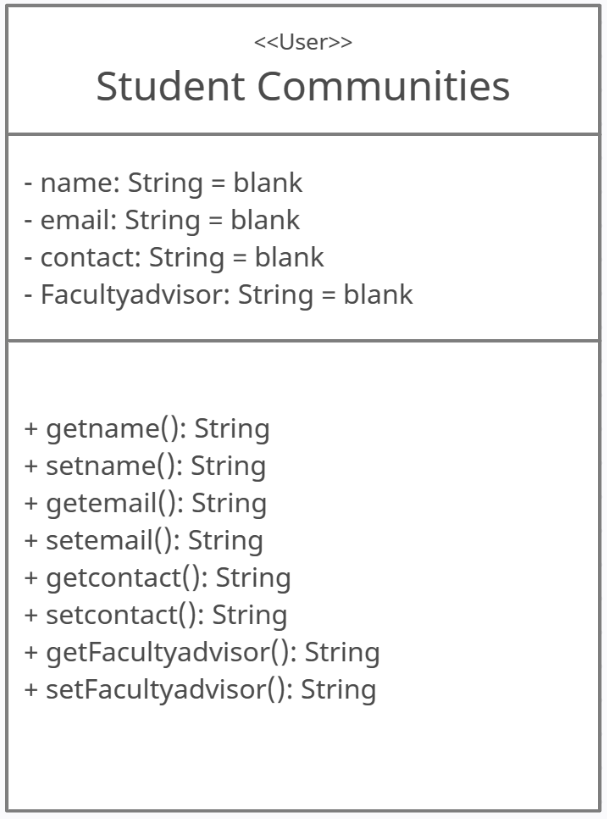 <<User>>
Student Communities
- name: String = blank
- email: String = blank
- contact: String = blank
- Facultyadvisor: String = blank
+ getname(): String
+ setname(): String
+ getemail(): String
+ setemail(): String
+ getcontact(): String
+ setcontact(): String
+ getFacultyadvisor(): String
+ setFacultyadvisor(): String